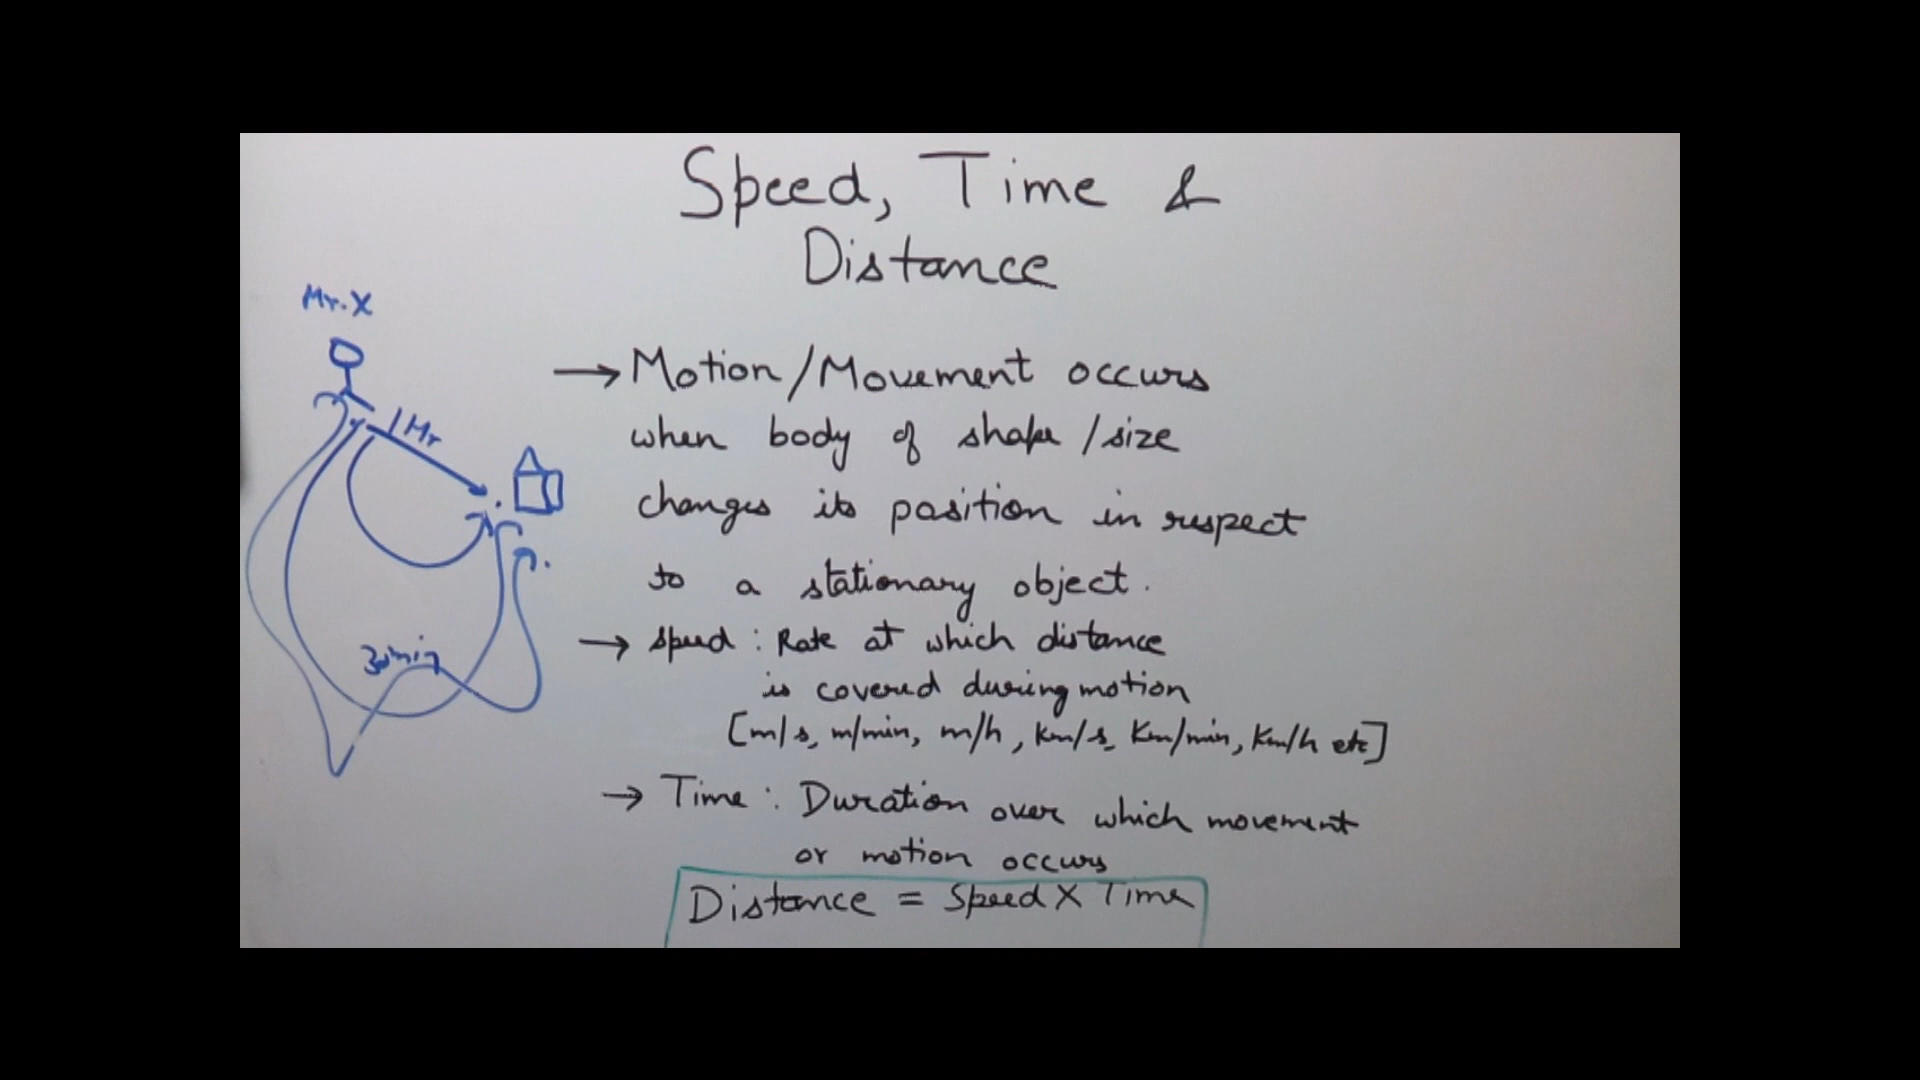 Speed, Time &
Distance
Mr. X
1 Hr
30 min
→ Motion/Movement occurs
when body of shape/size
changes its position in respect
to a stationary object.
→ Speed : Rate at which distance
is covered during motion
[m/s, m/min, m/h, km/s, Km/min, Km/h etc]
→ Time : Duration over which movement
or motion occurs
Distance = Speed X Time